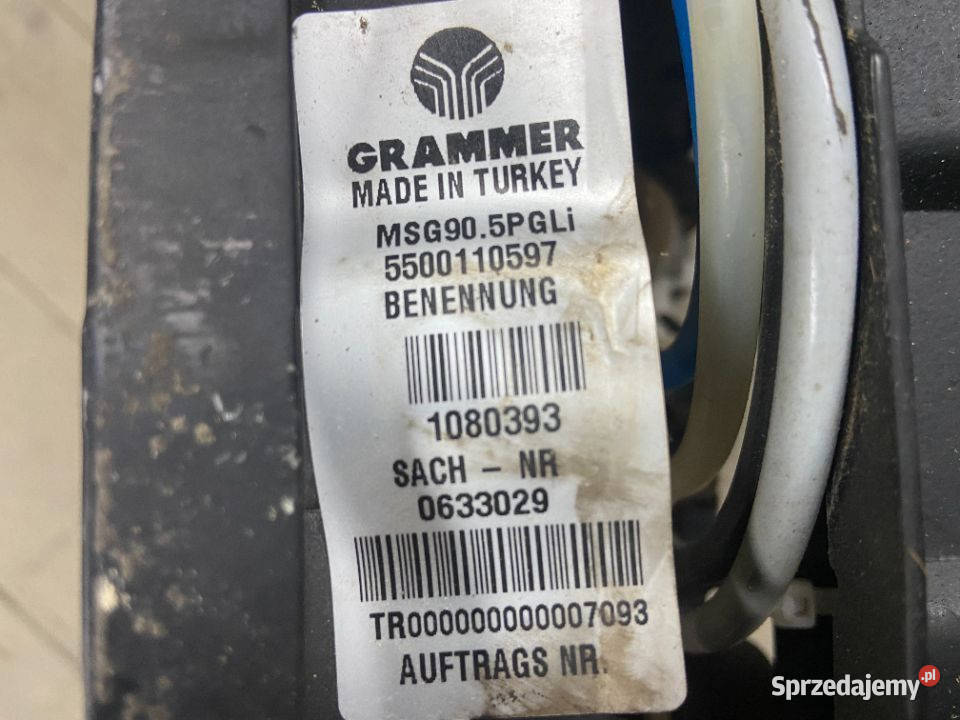 GRAMMER
MADE IN TURKEY
MSG90.5PGLi
5500110597
BENENNUNG
1080393
SACH - NR
0633029
TR000000000007093
AUFTRAGS NR.
Sprzedajemy.pl